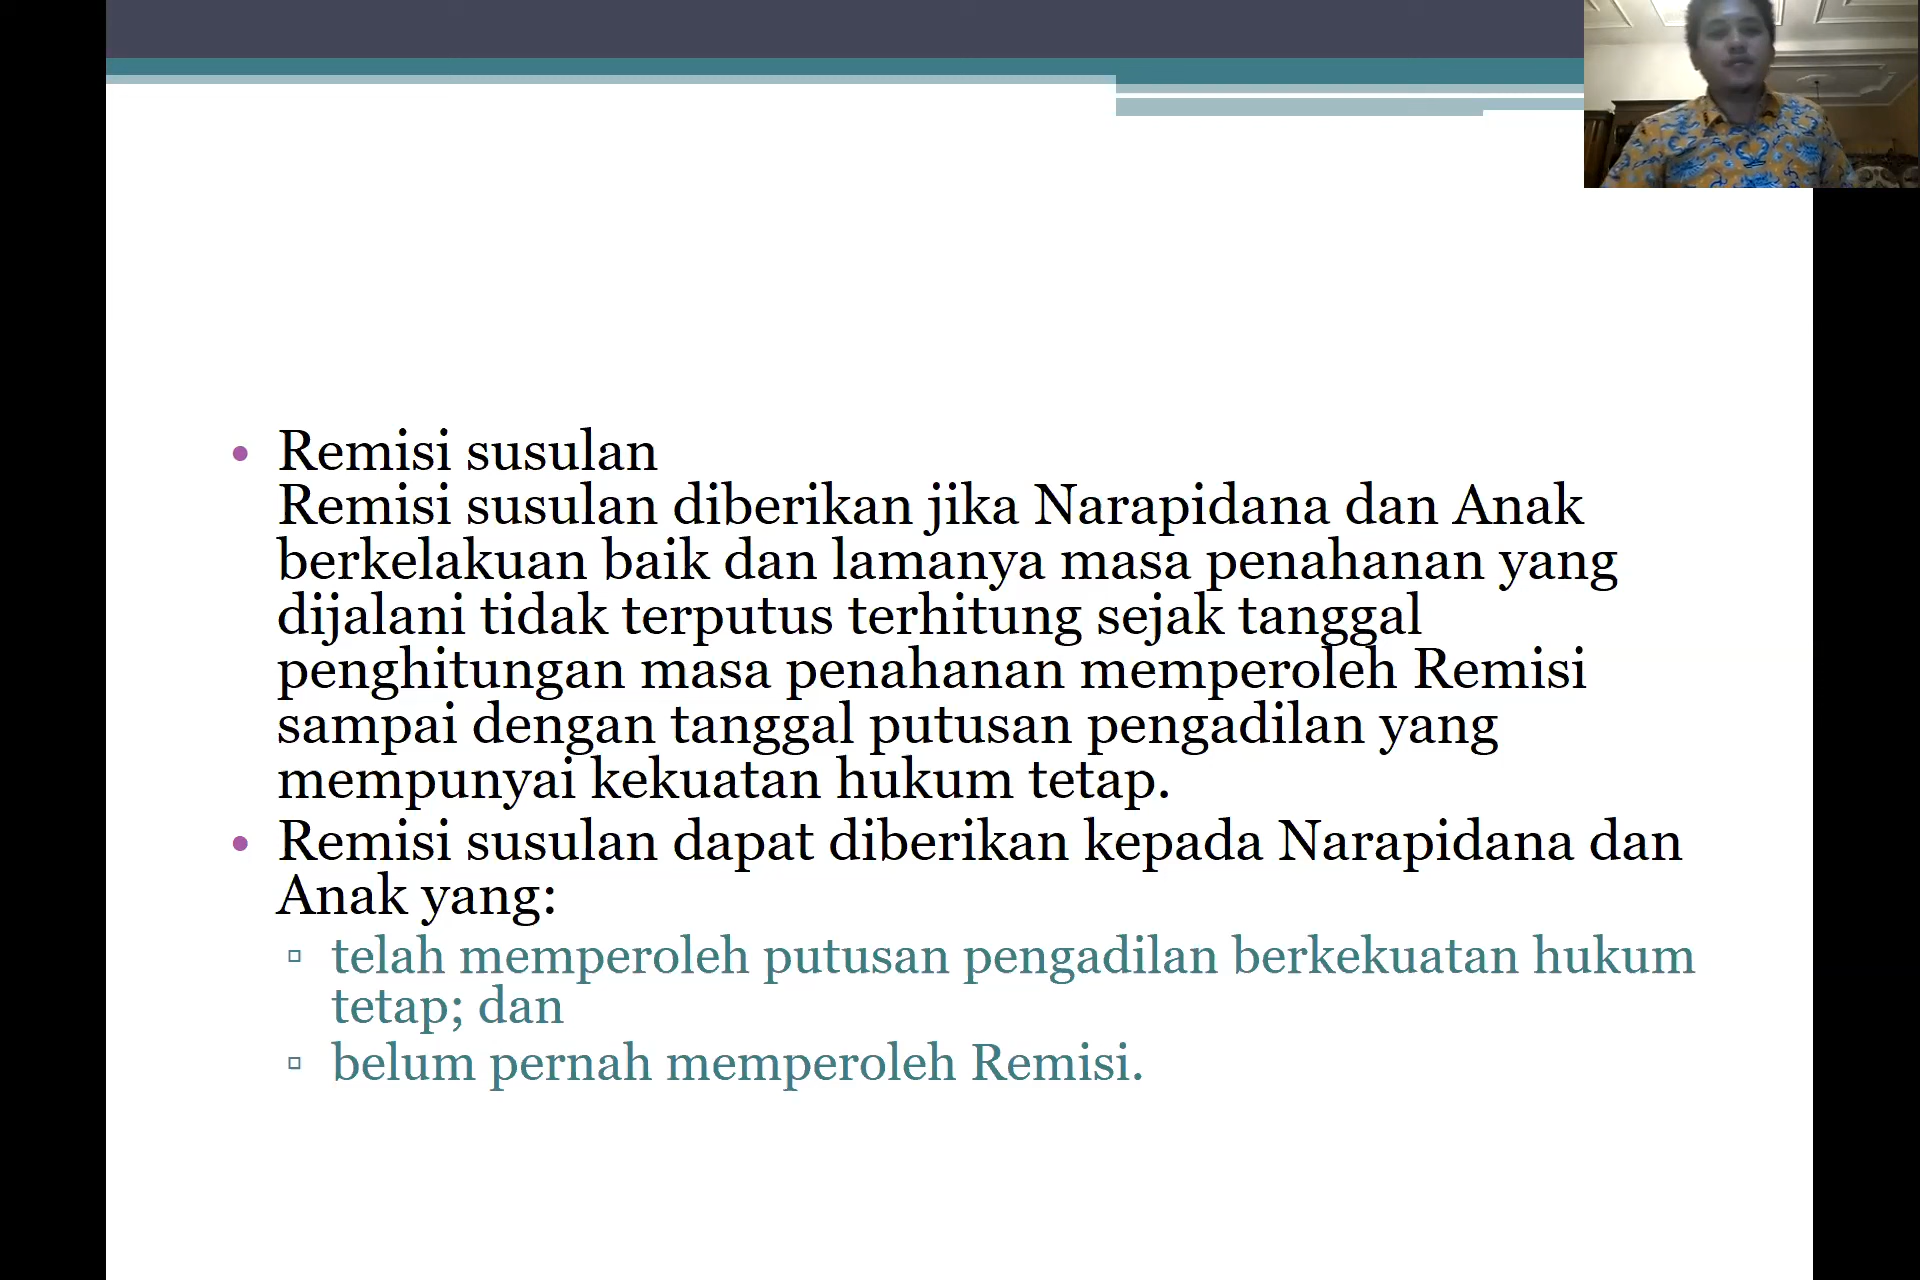 Remisi susulan
Remisi susulan diberikan jika Narapidana dan Anak
berkelakuan baik dan lamanya masa penahanan yang
dijalani tidak terputus terhitung sejak tanggal
penghitungan masa penahanan memperoleh Remisi
sampai dengan tanggal putusan pengadilan yang
mempunyai kekuatan hukum tetap.
Remisi susulan dapat diberikan kepada Narapidana dan
Anak yang:
telah memperoleh putusan pengadilan berkekuatan hukum
tetap; dan
belum pernah memperoleh Remisi.